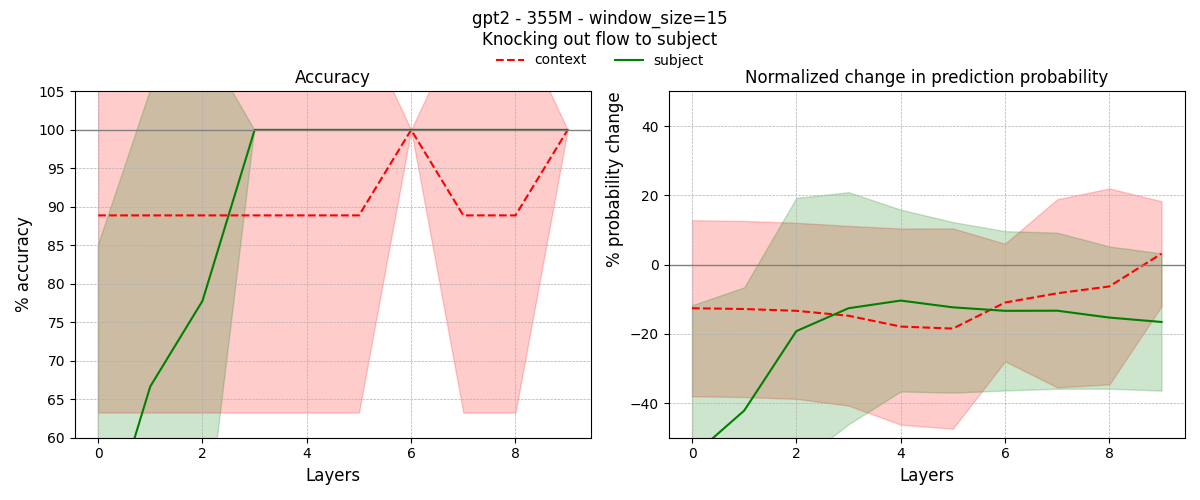 gpt2 - 355M - window_size=15
Knocking out flow to subject
context subject
Accuracy
Normalized change in prediction probability
% accuracy
105
100
95
90
85
80
75
70
65
60
0 2 4 6 8
Layers
% probability change
40
20
0
−20
−40
0 2 4 6 8
Layers